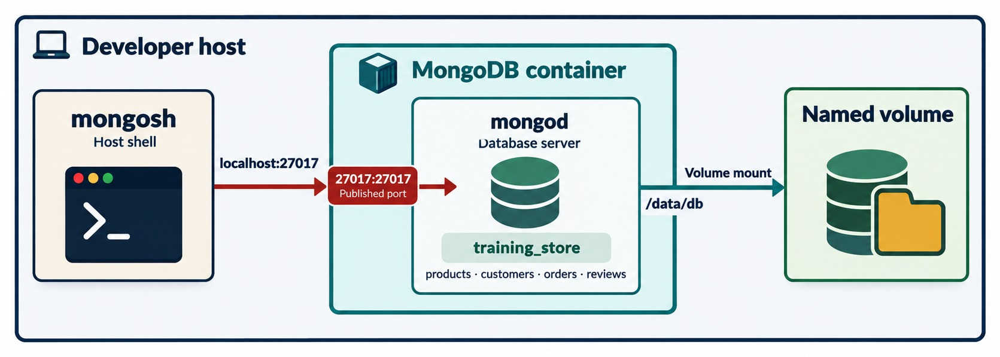 Developer host
MongoDB container
mongosh
Host shell
localhost:27017
27017:27017
Published port
mongod
Database server
training_store
products · customers · orders · reviews
Volume mount
/data/db
Named volume